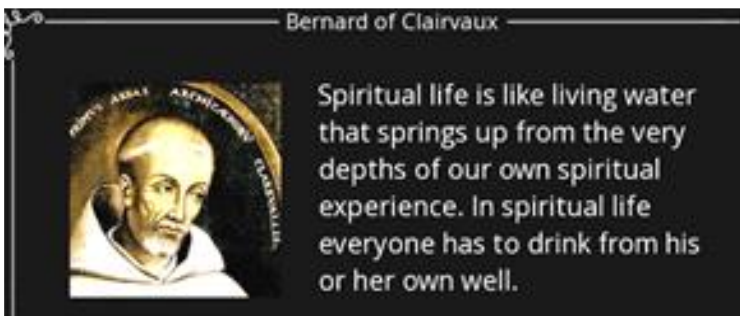 Bernard of Clairvaux
ABBAS
Spiritual life is like living water
that springs up from the very
depths of our own spiritual
experience. In spiritual life
everyone has to drink from his
or her own well.